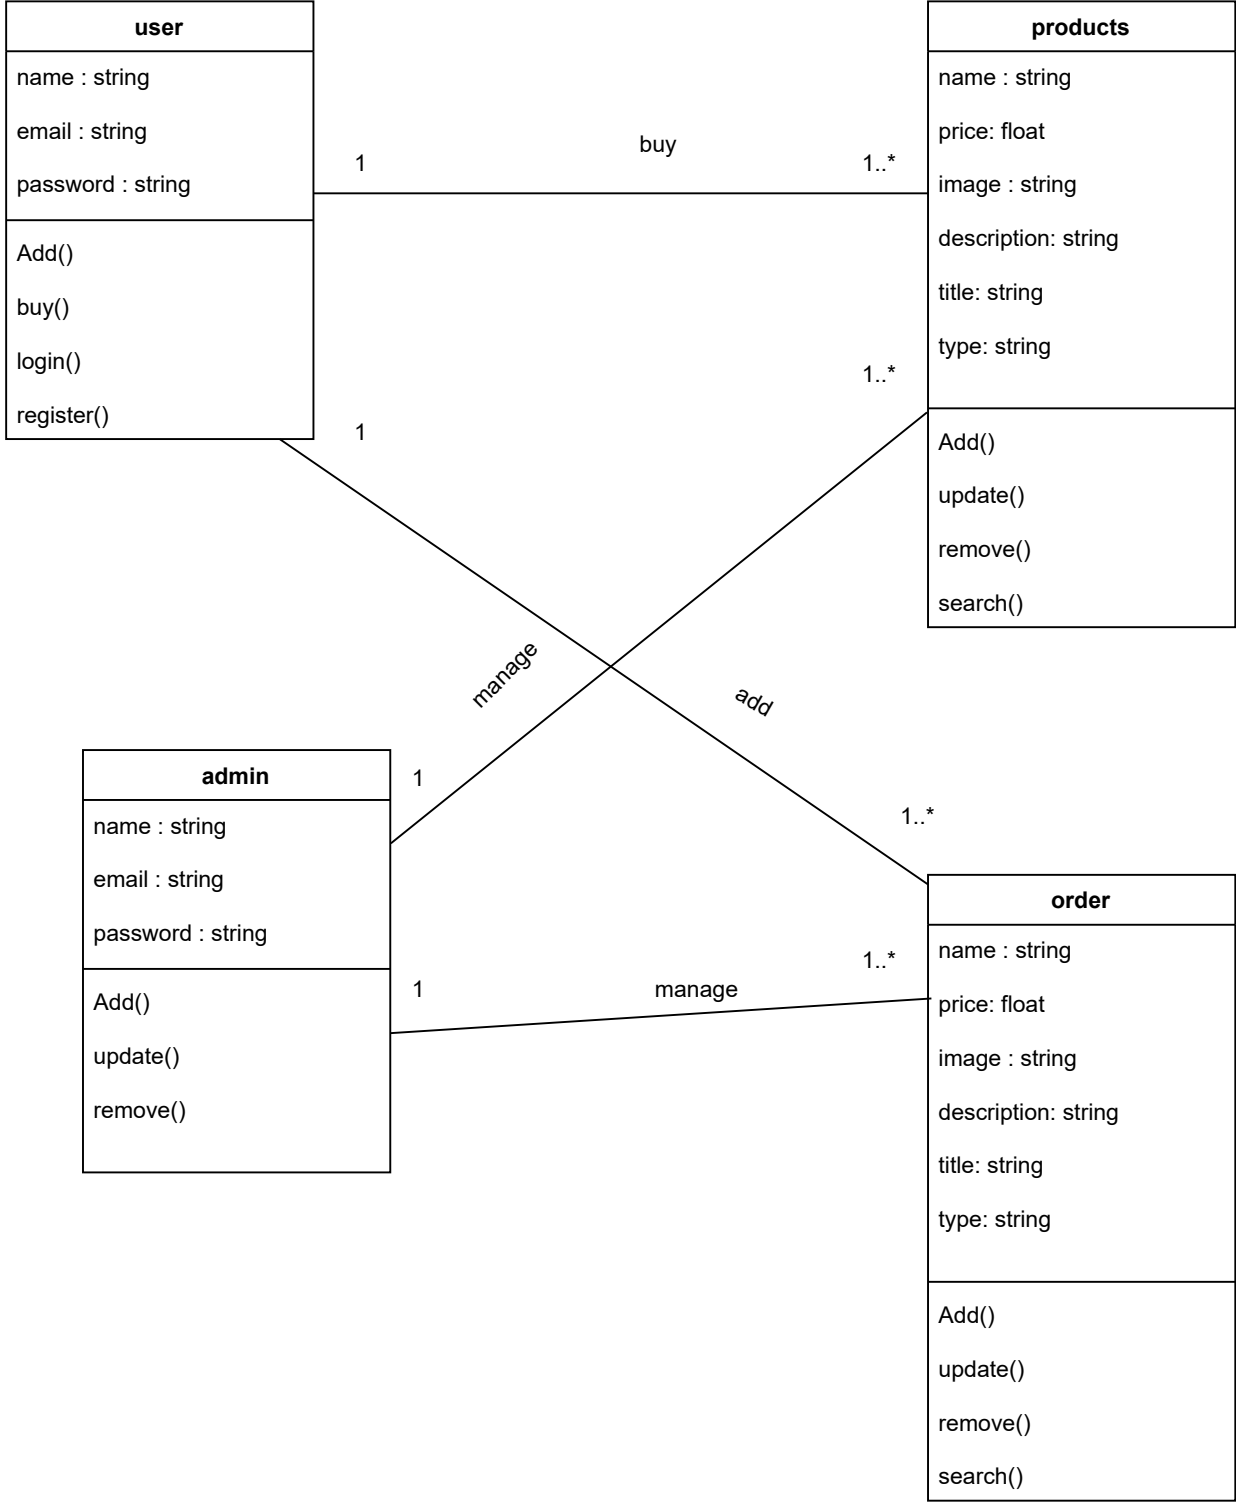 user
name : string
email : string
password : string
Add()
buy()
login()
register()
1
buy
1..*
products
name : string
price: float
image : string
description: string
title: string
type: string
Add()
update()
remove()
search()
1..*
1
manage
add
1
1..*
admin
name : string
email : string
password : string
Add()
update()
remove()
1
manage
1..*
order
name : string
price: float
image : string
description: string
title: string
type: string
Add()
update()
remove()
search()